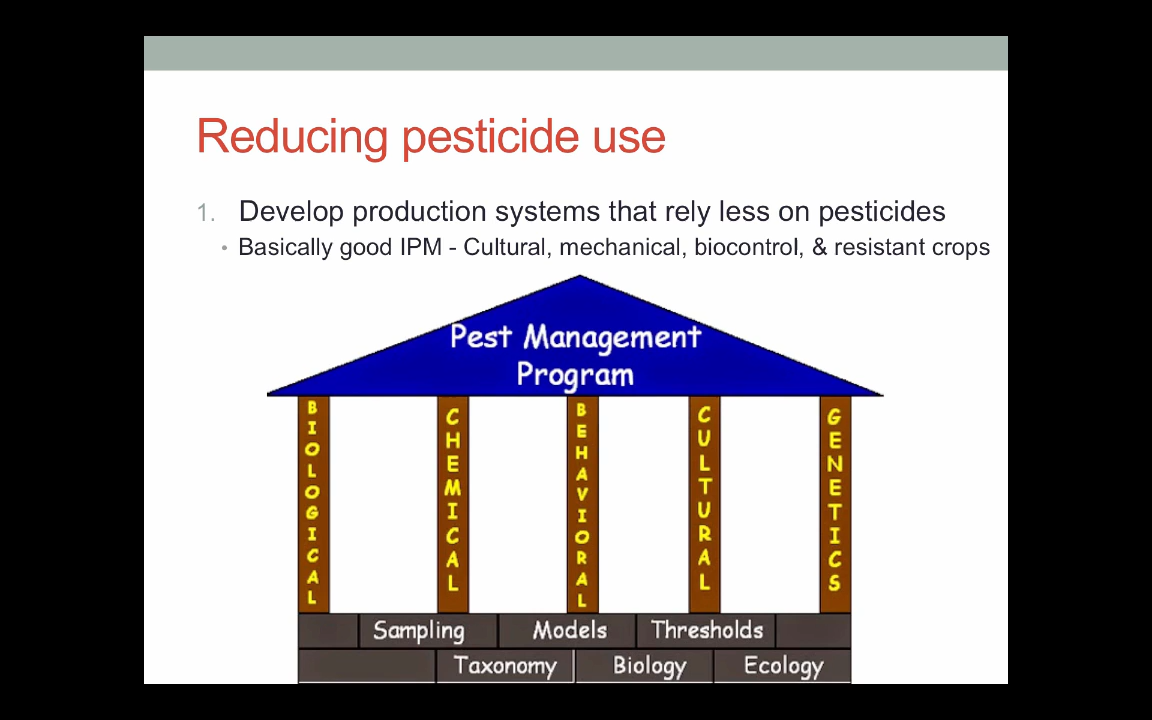 Reducing pesticide use
1. Develop production systems that rely less on pesticides
• Basically good IPM - Cultural, mechanical, biocontrol, & resistant crops
Pest Management
Program
BIOLOGICAL
CHEMICAL
BEHAVIORAL
CULTURAL
GENETICS
Sampling Models Thresholds
Taxonomy Biology Ecology